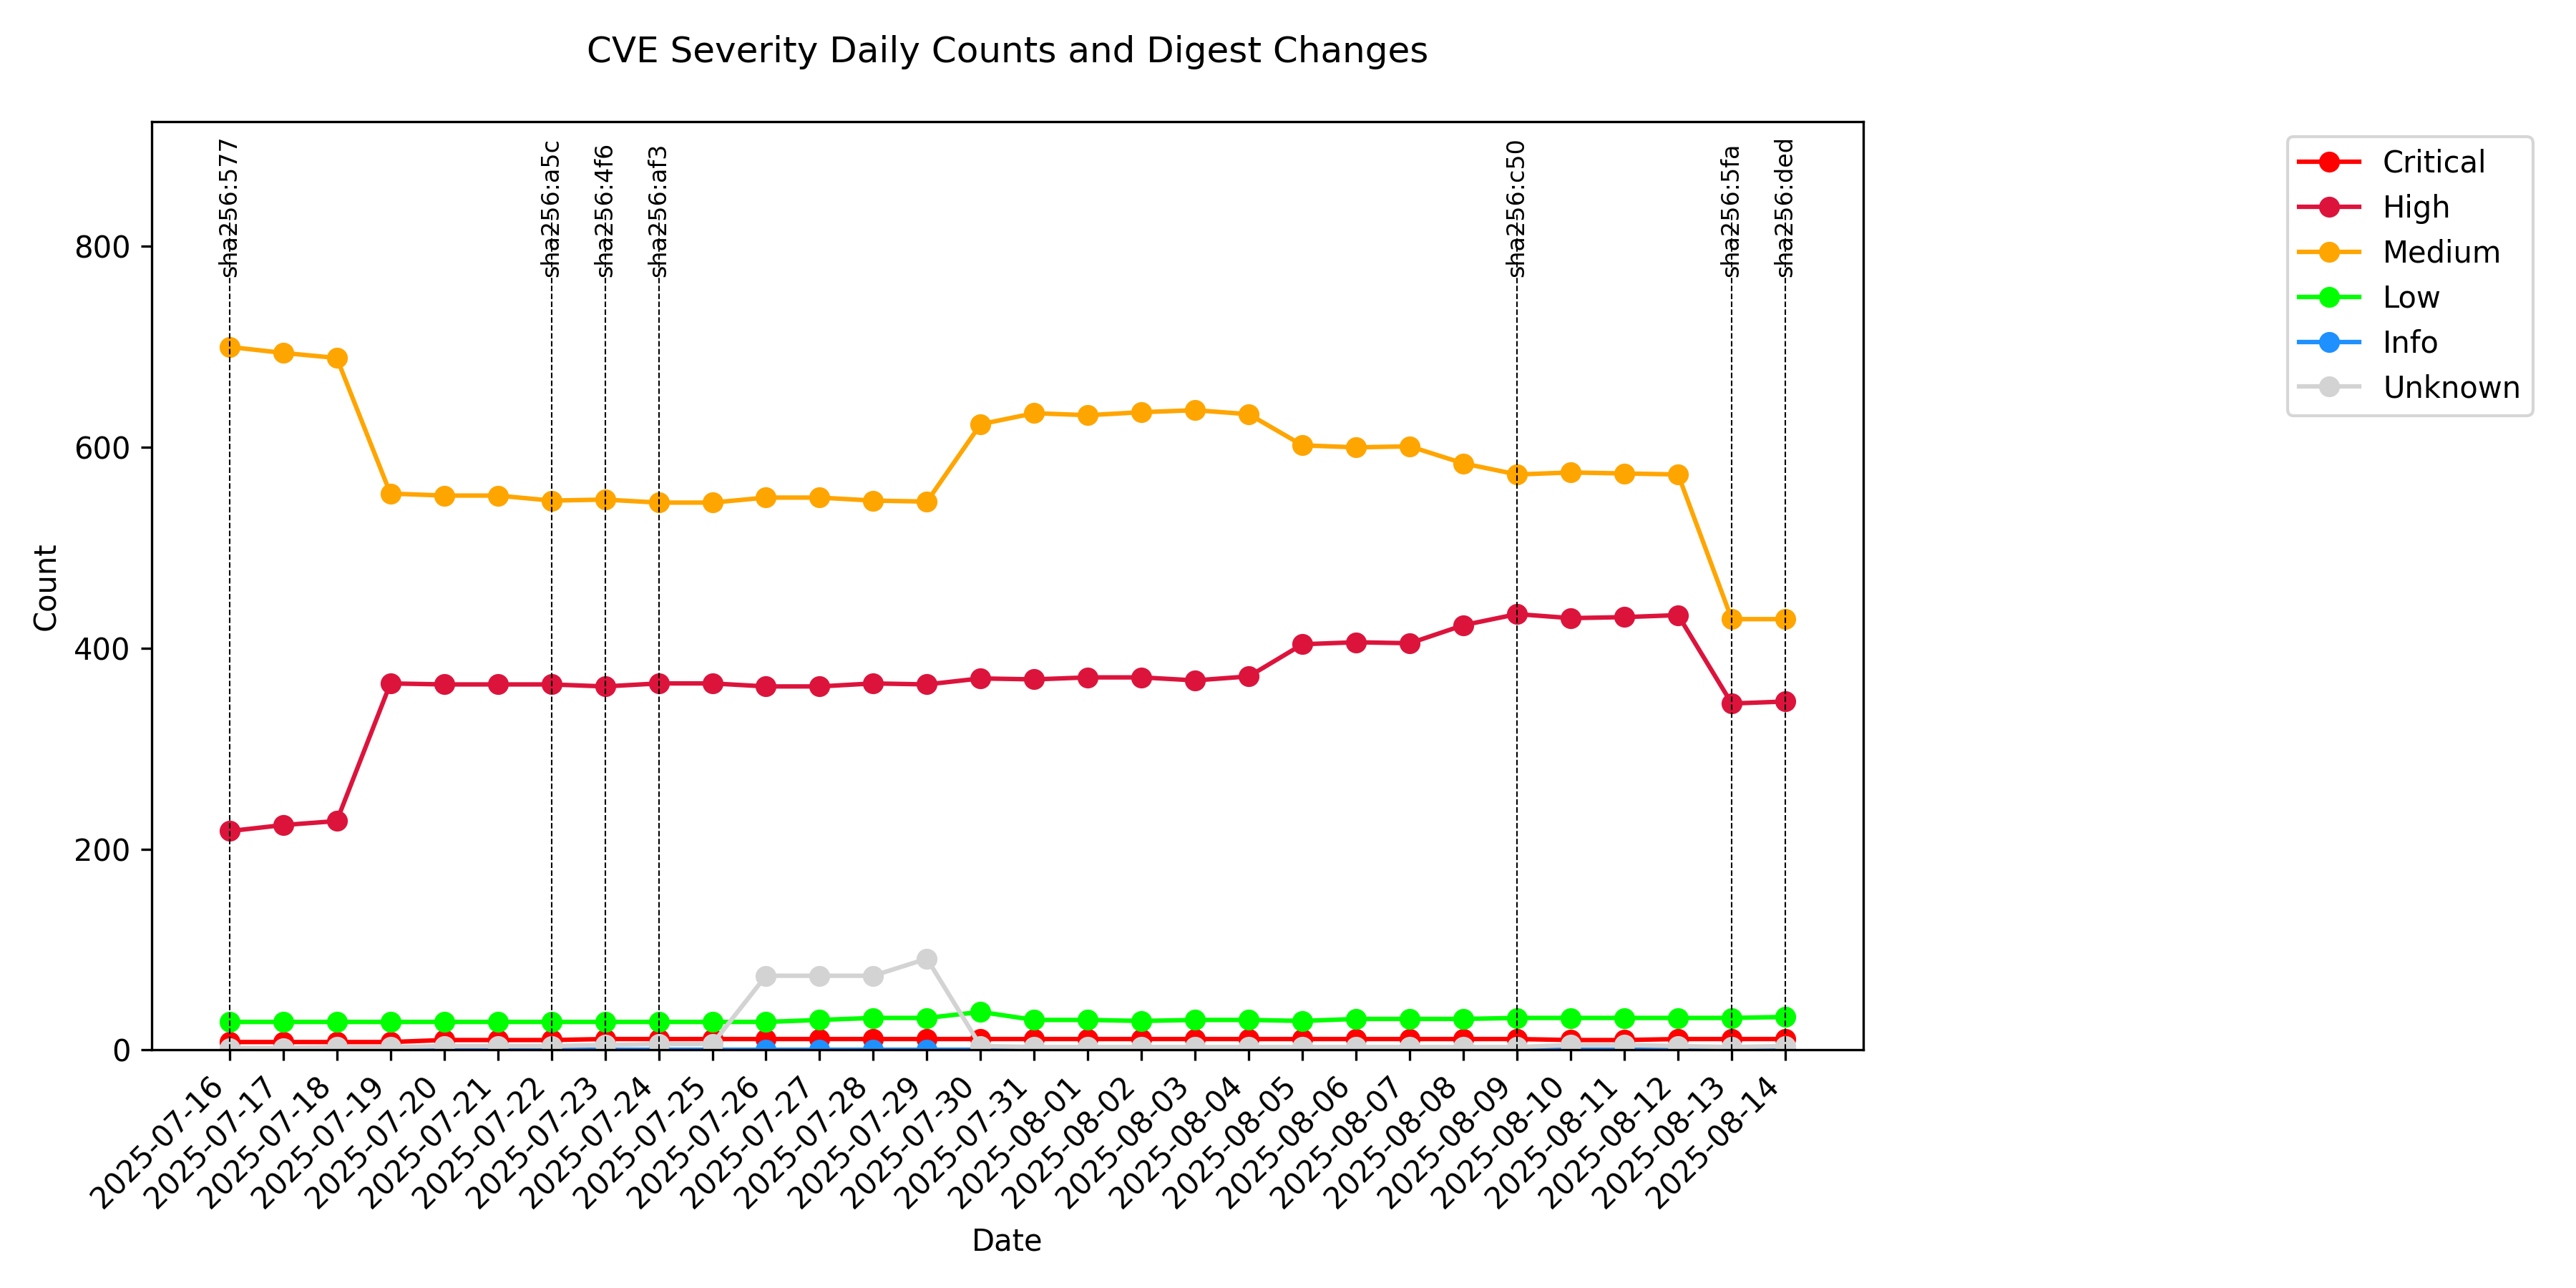 CVE Severity Daily Counts and Digest Changes
sha256:577
sha256:a5c
sha256:4f6
sha256:af3
sha256:c50
sha256:5fa
sha256:ded
Critical
High
Medium
Low
Info
Unknown
Count
800
600
400
200
0
2025-07-16
2025-07-17
2025-07-18
2025-07-19
2025-07-20
2025-07-21
2025-07-22
2025-07-23
2025-07-24
2025-07-25
2025-07-26
2025-07-27
2025-07-28
2025-07-29
2025-07-30
2025-07-31
2025-08-01
2025-08-02
2025-08-03
2025-08-04
2025-08-05
2025-08-06
2025-08-07
2025-08-08
2025-08-09
2025-08-10
2025-08-11
2025-08-12
2025-08-13
2025-08-14
Date